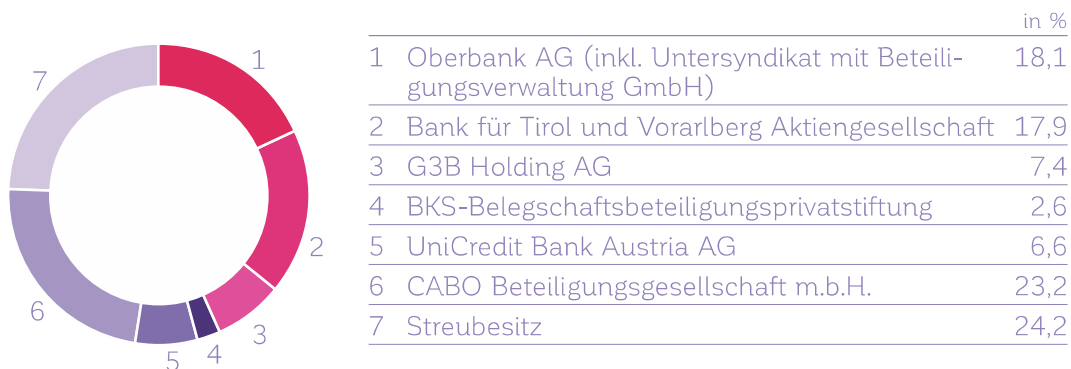 in %
1 Oberbank AG (inkl. Untersyndikat mit Beteili- 18,1
gungsverwaltung GmbH)
2 Bank für Tirol und Vorarlberg Aktiengesellschaft 17,9
3 G3B Holding AG 7,4
4 BKS-Belegschaftsbeteiligungsprivatstiftung 2,6
5 UniCredit Bank Austria AG 6,6
6 CABO Beteiligungsgesellschaft m.b.H. 23,2
7 Streubesitz 24,2
1
2
3
4
5
6
7